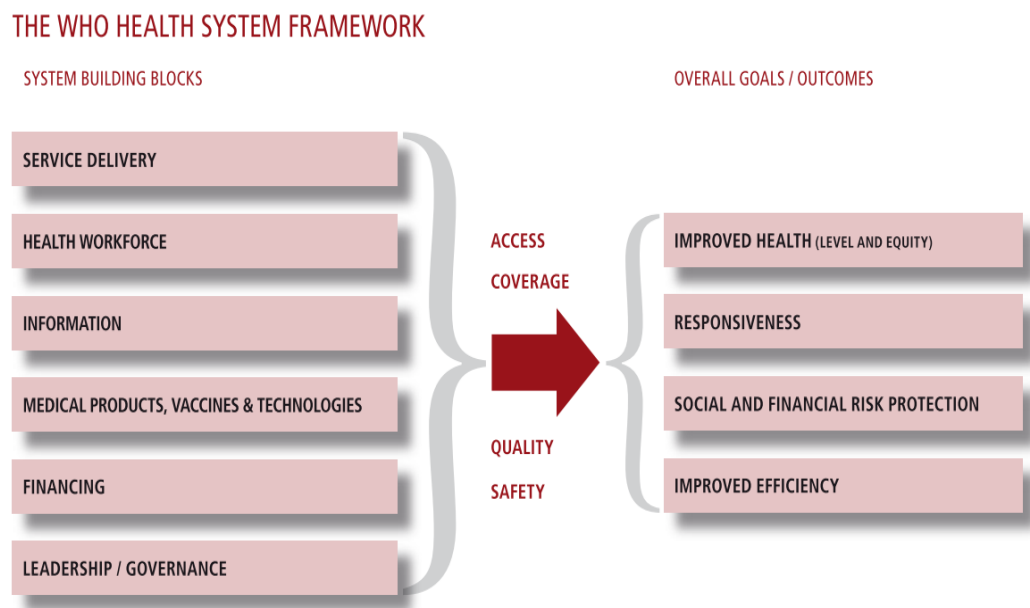 THE WHO HEALTH SYSTEM FRAMEWORK
SYSTEM BUILDING BLOCKS
OVERALL GOALS / OUTCOMES
SERVICE DELIVERY
HEALTH WORKFORCE
INFORMATION
MEDICAL PRODUCTS, VACCINES & TECHNOLOGIES
FINANCING
LEADERSHIP / GOVERNANCE
ACCESS
COVERAGE
QUALITY
SAFETY
IMPROVED HEALTH (LEVEL AND EQUITY)
RESPONSIVENESS
SOCIAL AND FINANCIAL RISK PROTECTION
IMPROVED EFFICIENCY